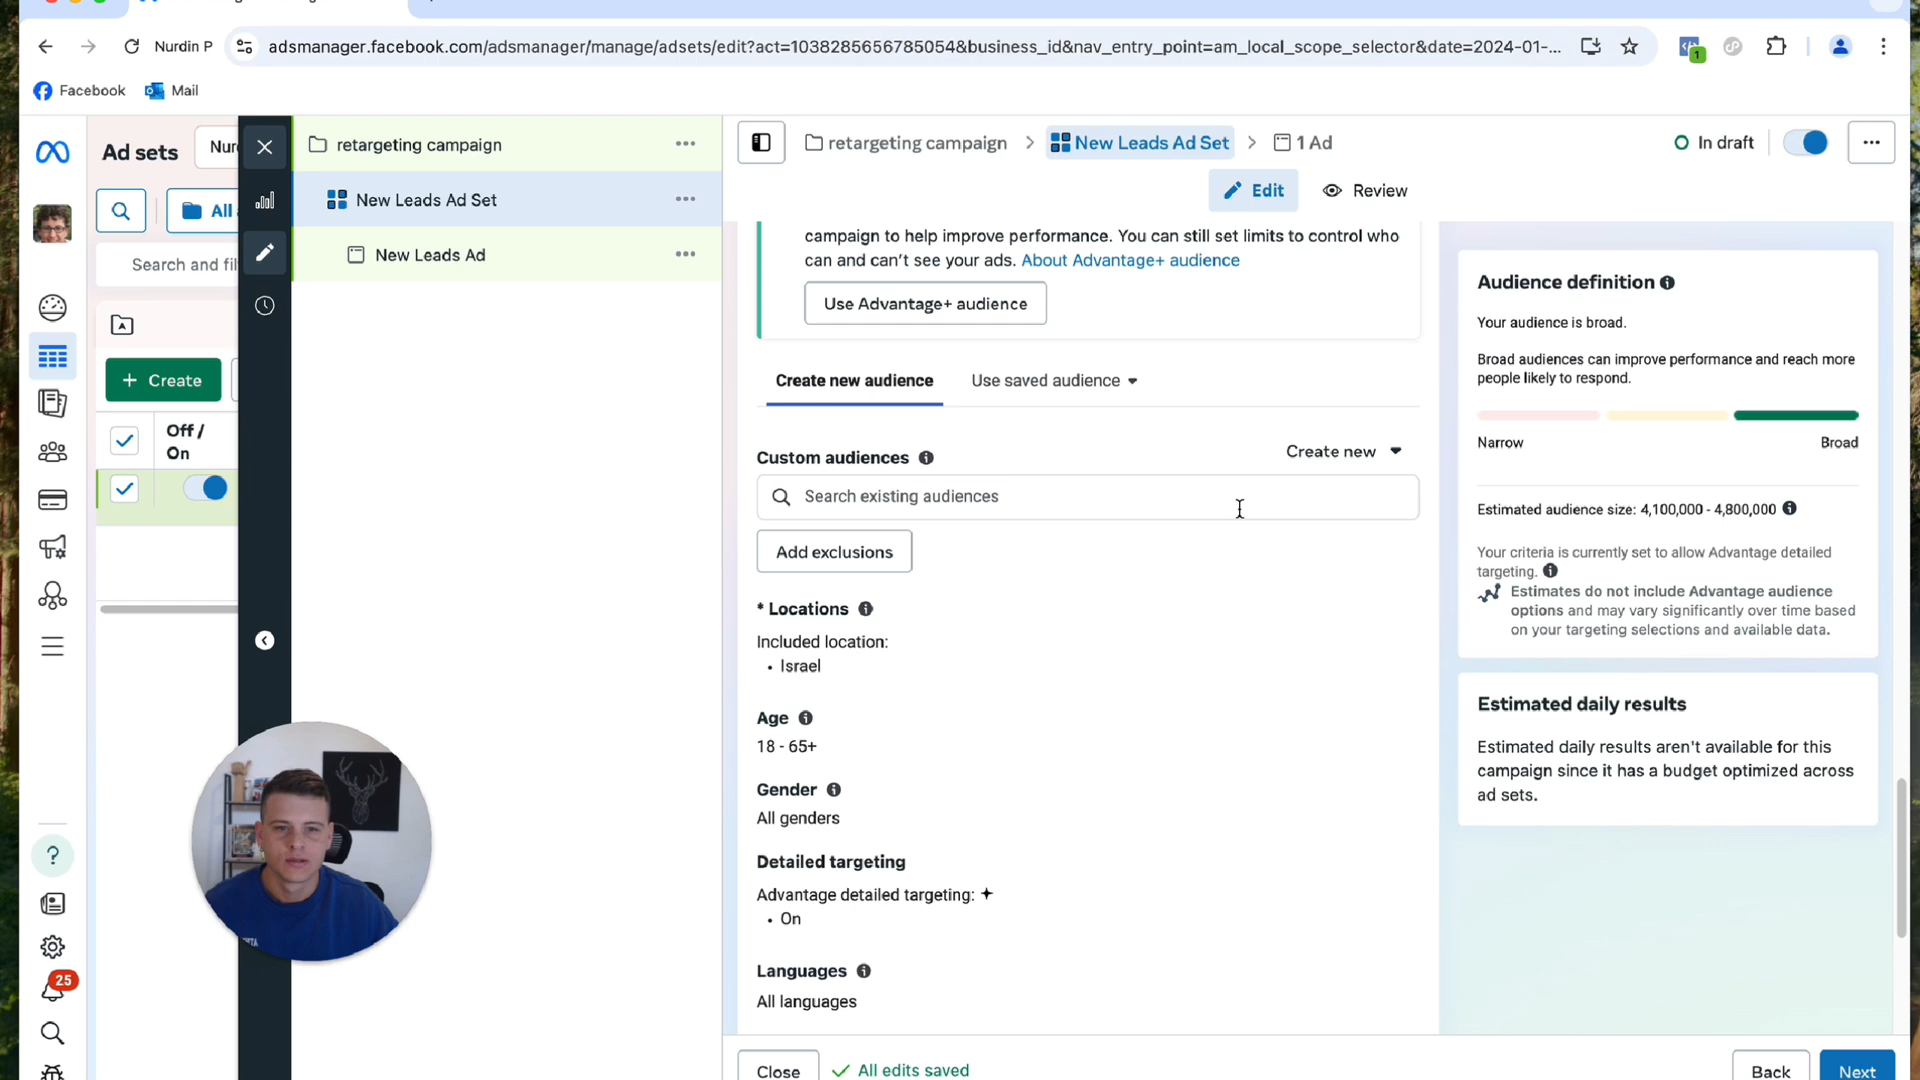 Nurdin P
adsmanager.facebook.com/adsmanager/manage/adsets/edit?act=1038285656785054&business_id&nav_entry_point=am_local_scope_selector&date=2024-01-...
1
Facebook
Mail
Ad sets
Nur
All
Search and fil
+ Create
Off /
On
25
retargeting campaign
New Leads Ad Set
New Leads Ad
retargeting campaign
New Leads Ad Set
1 Ad
In draft
Edit
Review
campaign to help improve performance. You can still set limits to control who
can and can't see your ads. About Advantage+ audience
Use Advantage+ audience
Create new audience
Use saved audience
Custom audiences
Create new
Search existing audiences
Add exclusions
* Locations
Included location:
• Israel
Age
18 - 65+
Gender
All genders
Detailed targeting
Advantage detailed targeting:
• On
Languages
All languages
Close
All edits saved
Back
Next
Audience definition
Your audience is broad.
Broad audiences can improve performance and reach more
people likely to respond.
Narrow
Broad
Estimated audience size: 4,100,000 - 4,800,000
Your criteria is currently set to allow Advantage detailed
targeting.
Estimates do not include Advantage audience
options and may vary significantly over time based
on your targeting selections and available data.
Estimated daily results
Estimated daily results aren't available for this
campaign since it has a budget optimized across
ad sets.